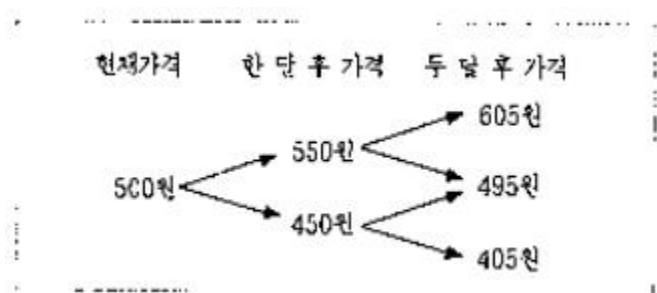 현재가격 한 달 후 가격 두 달 후 가격
605원
550원
500원 495원
450원
405원